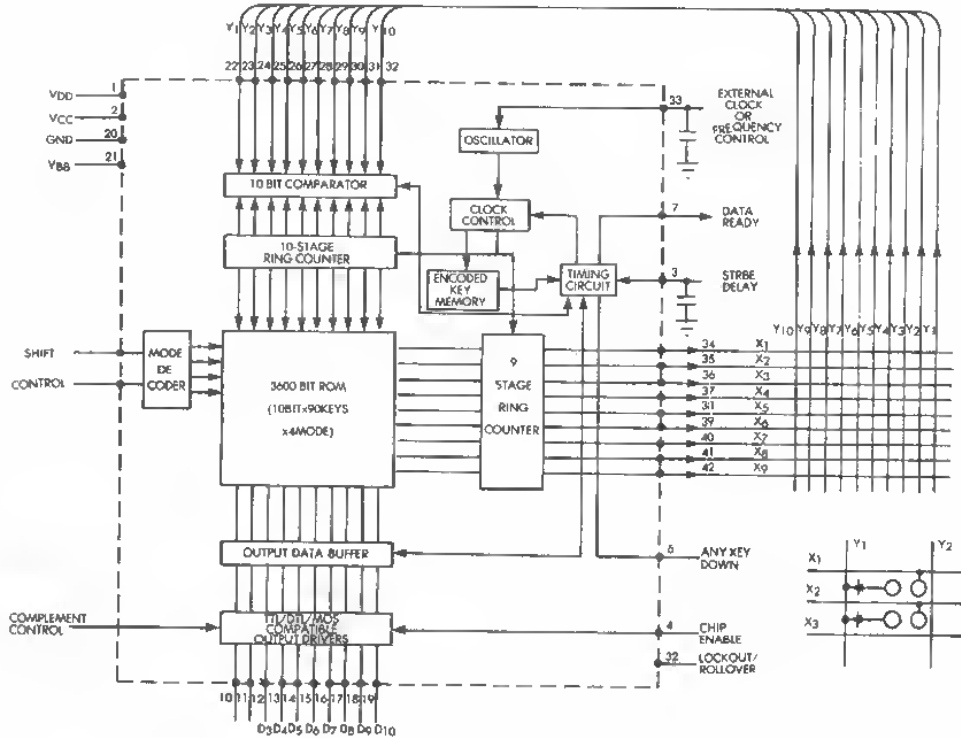 Y1 Y2 Y3 Y4 Y5 Y6 Y7 Y8 Y9 Y10
22 23 24 25 26 27 28 29 30 31 32
1
VDD
2
VCC
20
GND
21
VBB
33
EXTERNAL
CLOCK
OR
FREQUENCY
CONTROL
OSCILLATOR
10 BIT COMPARATOR
CLOCK
CONTROL
7
DATA
READY
10-STAGE
RING COUNTER
ENCODED
KEY
MEMORY
TIMING
CIRCUIT
3
STRBE
DELAY
Y10 Y9 Y8 Y7 Y6 Y5 Y4 Y3 Y2 Y1
SHIFT
CONTROL
MODE
DE
CODER
3600 BIT ROM
(10BITx90KEYS
x4MODE)
9
STAGE
RING
COUNTER
34 X1
35 X2
36 X3
37 X4
31 X5
39 X6
40 X7
41 X8
42 X9
OUTPUT DATA BUFFER
ANY KEY
DOWN
Y1 Y2
X1
X2
X3
COMPLEMENT
CONTROL
TTL/DTL/MOS
COMPATIBLE
OUTPUT DRIVERS
4
CHIP
ENABLE
32
LOCKOUT/
ROLLOVER
10 11 12 13 14 15 16 17 18 19
D3 D4 D5 D6 D7 D8 D9 D10